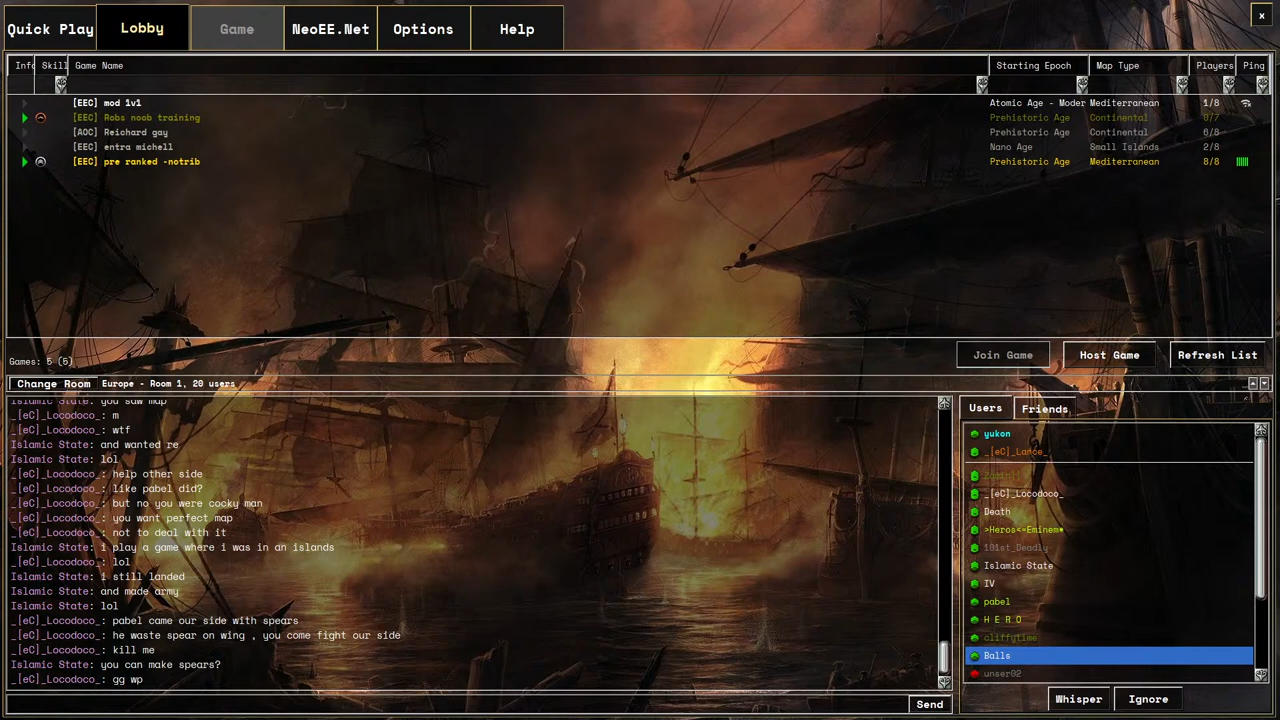 Quick Play Lobby Game NeoEE.Net Options Help x
Info Skill Game Name Starting Epoch Map Type Players Ping
[EEC] mod 1v1 Atomic Age - Moder Mediterranean 1/8
[EEC] Robs noob training Prehistoric Age Continental 0/7
[AOC] Reichard gay Prehistoric Age Continental 6/8
[EEC] entra michell Nano Age Small Islands 2/8
[EEC] pre ranked -notrib Prehistoric Age Mediterranean 8/8
Games: 5 (5)
Join Game Host Game Refresh List
Change Room Europe - Room 1, 20 users
Islamic State: you saw map
_[eC]_Locodoco_: m
_[eC]_Locodoco_: wtf
Islamic State: and wanted re
Islamic State: lol
_[eC]_Locodoco_: help other side
_[eC]_Locodoco_: like pabel did?
_[eC]_Locodoco_: but no you were cocky man
_[eC]_Locodoco_: you want perfect map
_[eC]_Locodoco_: not to deal with it
Islamic State: i play a game where i was in an islands
_[eC]_Locodoco_: lol
Islamic State: i still landed
Islamic State: and made army
Islamic State: lol
_[eC]_Locodoco_: pabel came our side with spears
_[eC]_Locodoco_: he waste spear on wing , you come fight our side
_[eC]_Locodoco_: kill me
Islamic State: you can make spears?
_[eC]_Locodoco_: gg wp
Send
Users Friends
yukon
_[eC]_Lance_
_[eC]_Locodoco_
Death
>Heros<=Eminem*
101st_Deadly
Islamic State
IV
pabel
H E R O
cliffytime
Balls
unser02
Whisper Ignore